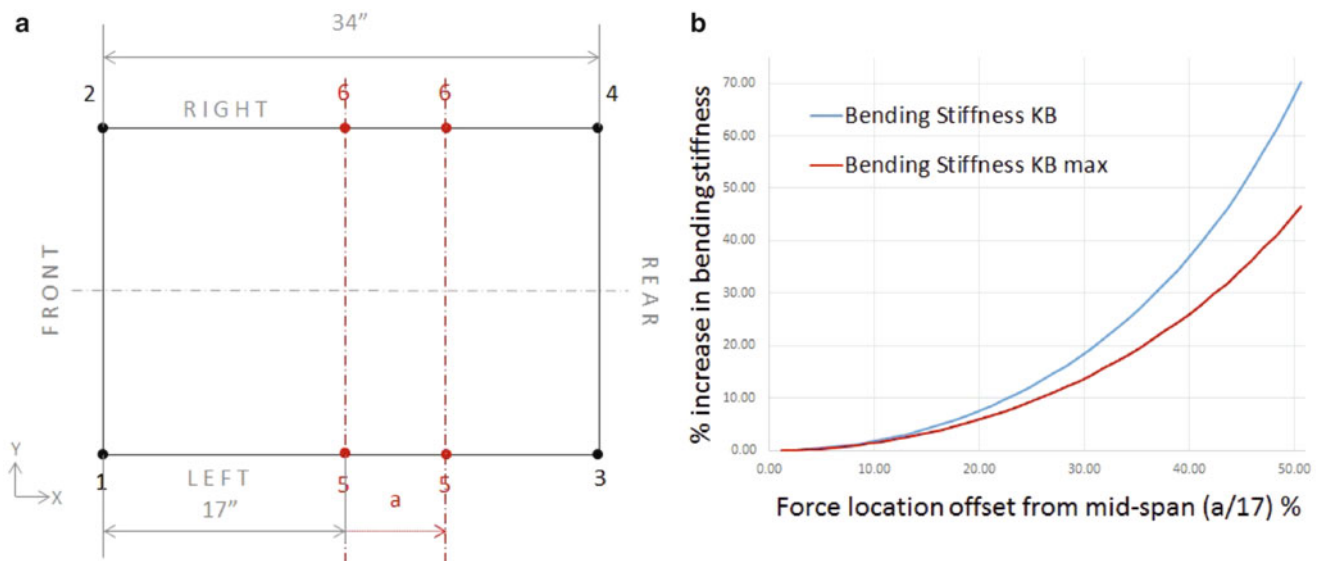 a
34”
2
6
6
4
RIGHT
FRONT
REAR
Y
X
1
LEFT
5
5
3
17”
a
b
% increase in bending stiffness
70.00
60.00
50.00
40.00
30.00
20.00
10.00
0.00
Bending Stiffness KB
Bending Stiffness KB max
0.00
10.00
20.00
30.00
40.00
50.00
Force location offset from mid-span (a/17) %